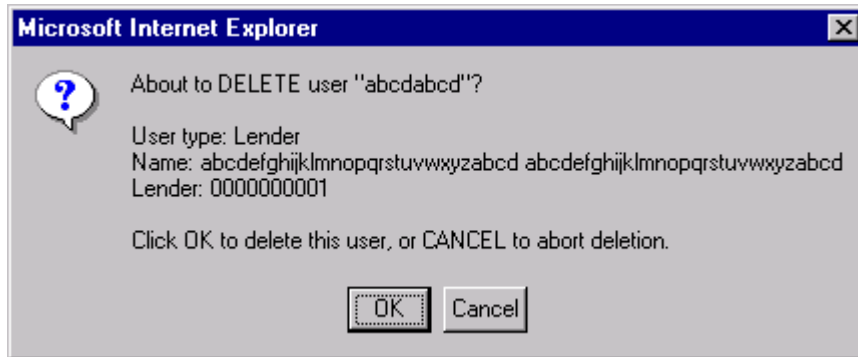 Microsoft Internet Explorer
About to DELETE user "abcdabcd"?
User type: Lender
Name: abcdefghijklmnopqrstuvwxyzabcd abcdefghijklmnopqrstuvwxyzabcd
Lender: 0000000001
Click OK to delete this user, or CANCEL to abort deletion.
OK Cancel